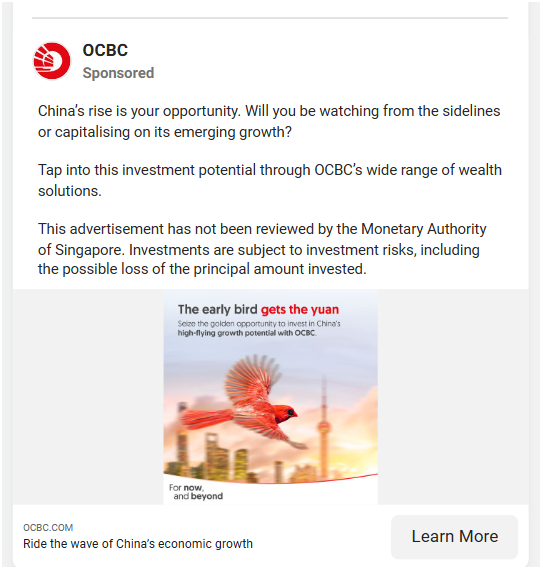 OCBC
Sponsored
China’s rise is your opportunity. Will you be watching from the sidelines
or capitalising on its emerging growth?
Tap into this investment potential through OCBC’s wide range of wealth
solutions.
This advertisement has not been reviewed by the Monetary Authority
of Singapore. Investments are subject to investment risks, including
the possible loss of the principal amount invested.
The early bird gets the yuan
Seize the golden opportunity to invest in China's
high-flying growth potential with OCBC.
For now,
and beyond
OCBC.COM
Ride the wave of China's economic growth
Learn More